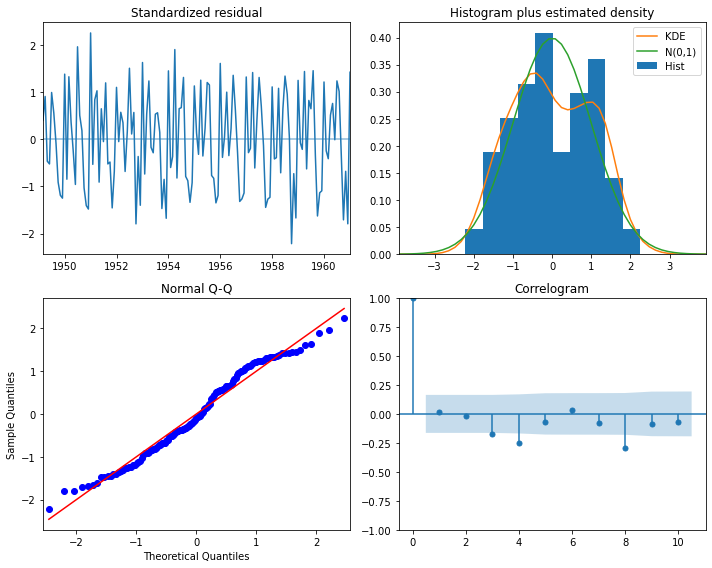 Standardized residual
2
1
0
−1
−2
1950 1952 1954 1956 1958 1960
Histogram plus estimated density
KDE
N(0,1)
Hist
0.40
0.35
0.30
0.25
0.20
0.15
0.10
0.05
0.00
−3 −2 −1 0 1 2 3
Normal Q-Q
Sample Quantiles
2
1
0
−1
−2
−2 −1 0 1 2
Theoretical Quantiles
Correlogram
1.00
0.75
0.50
0.25
0.00
−0.25
−0.50
−0.75
−1.00
0 2 4 6 8 10